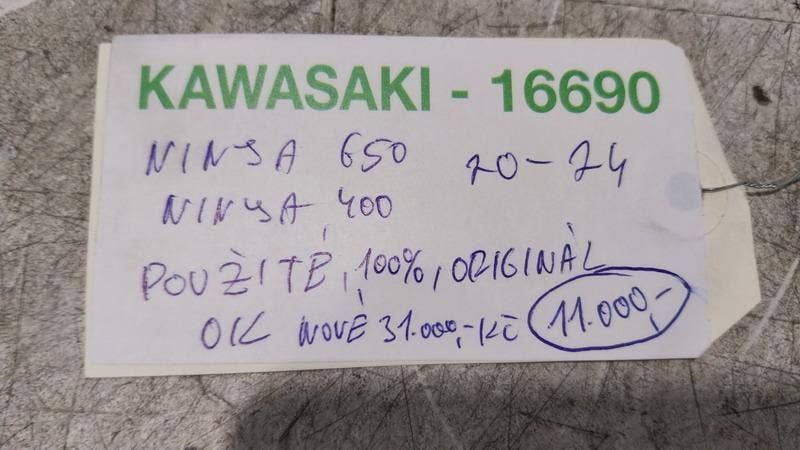 KAWASAKI - 16690
NINJA 650 20-24
NINJA 400
POUŽITÉ, 100%, ORIGINÁL
OK NOVÉ 31.000,- KČ 11.000,-